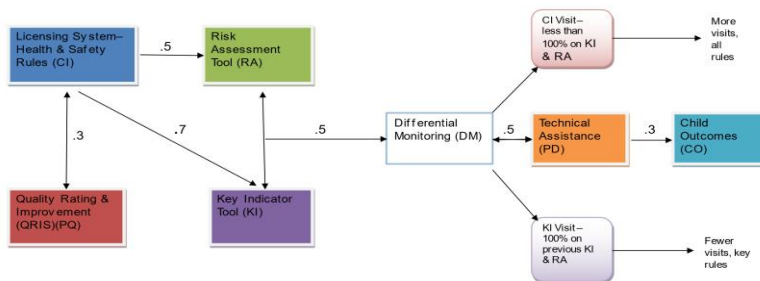 Licensing System–
Health & Safety
Rules (CI)
.5
Risk
Assessment
Tool (RA)
CI Visit–
less than
100% on KI
& RA
More
visits,
all
rules
.3
.7
.5
Differential
Monitoring (DM)
.5
Technical
Assistance
(PD)
.3
Child
Outcomes
(CO)
Quality Rating &
Improvement
(QRIS)(PQ)
Key Indicator
Tool (KI)
KI Visit–
100% on
previous KI
& RA
Fewer
visits, key
rules